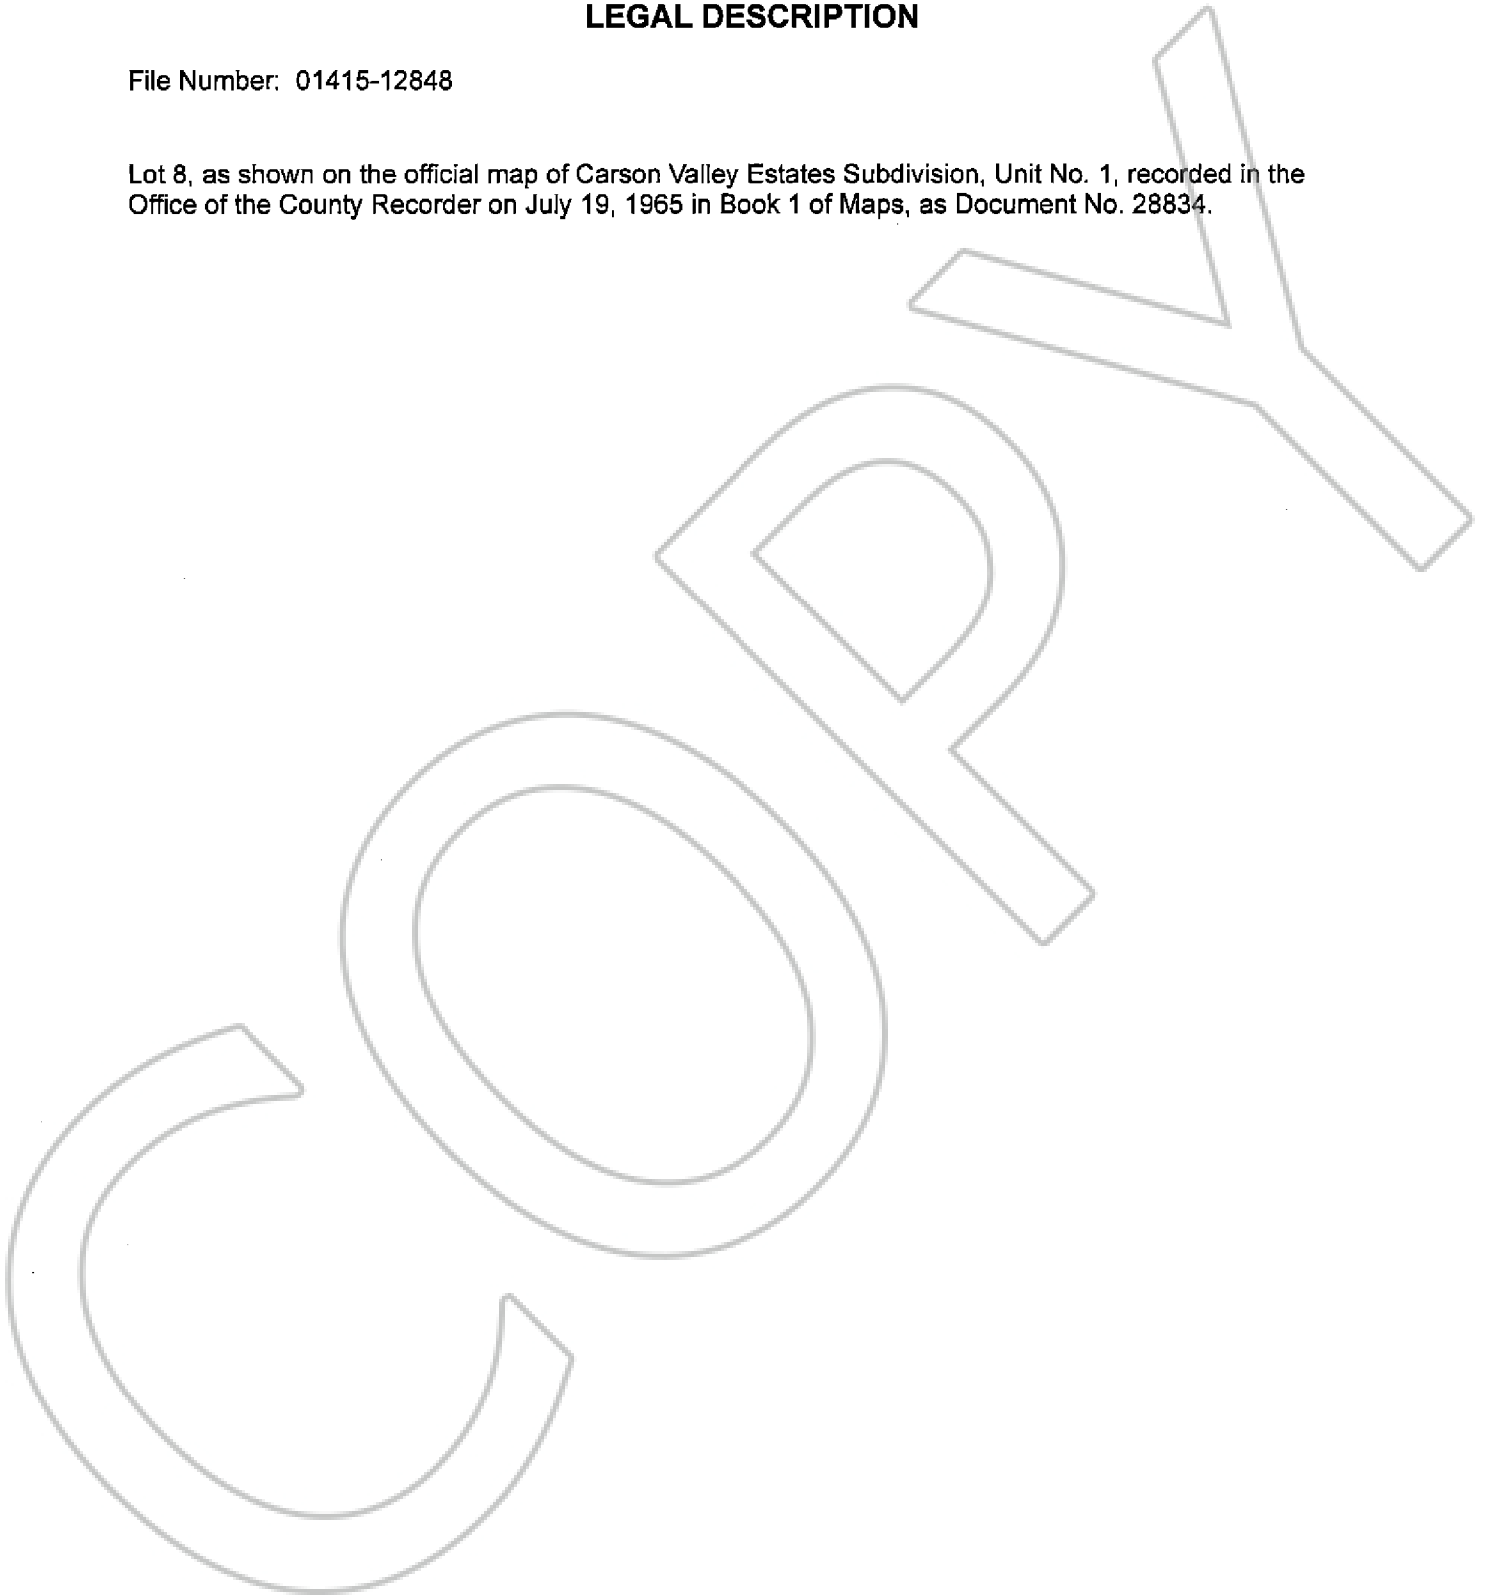 LEGAL DESCRIPTION
File Number: 01415-12848
Lot 8, as shown on the official map of Carson Valley Estates Subdivision, Unit No. 1, recorded in the
Office of the County Recorder on July 19, 1965 in Book 1 of Maps, as Document No. 28834.
COPY